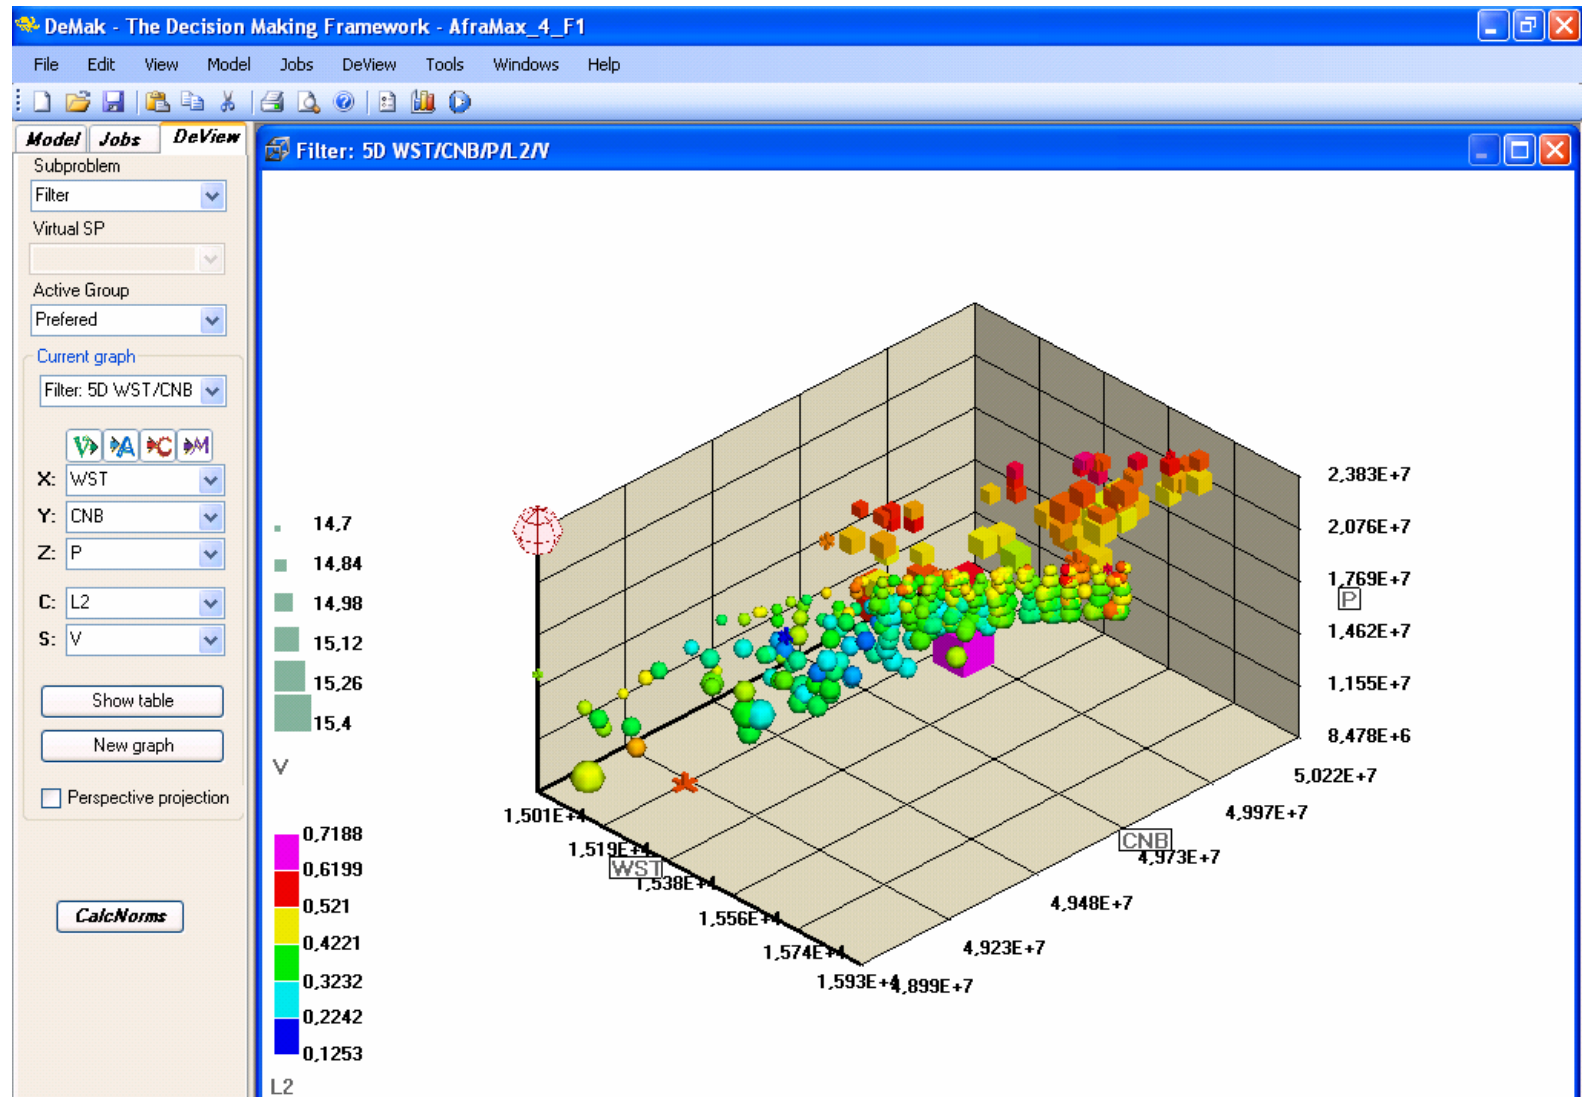 DeMak - The Decision Making Framework - AfraMax_4_F1
File Edit View Model Jobs DeView Tools Windows Help
Model Jobs DeView
Subproblem
Filter
Virtual SP
Active Group
Prefered
Current graph
Filter: 5D WST/CNB
V A C M
X: WST
Y: CNB
Z: P
C: L2
S: V
Show table
New graph
Perspective projection
CalcNorms
Filter: 5D WST/CNB/P/L2/V
14,7
14,84
14,98
15,12
15,26
15,4
V
0,7188
0,6199
0,521
0,4221
0,3232
0,2242
0,1253
L2
2,383E+7
2,076E+7
1,769E+7
P
1,462E+7
1,155E+7
8,478E+6
5,022E+7
4,997E+7
CNB
4,973E+7
4,948E+7
4,923E+7
4,899E+7
1,501E+4
1,519E+4
WST
1,538E+4
1,556E+4
1,574E+4
1,593E+4